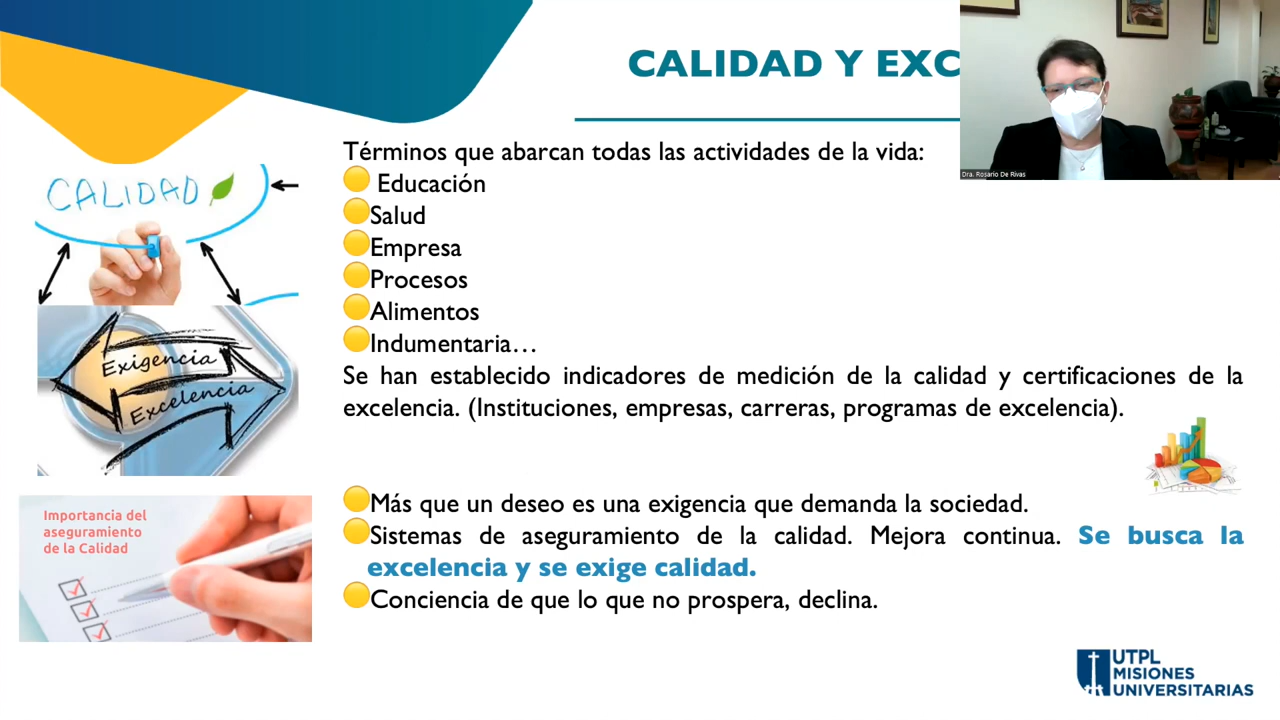 CALIDAD Y EXC
Dra. Rosario De Rivas
Términos que abarcan todas las actividades de la vida:
Educación
Salud
Empresa
Procesos
Alimentos
Indumentaria…
Se han establecido indicadores de medición de la calidad y certificaciones de la
excelencia. (Instituciones, empresas, carreras, programas de excelencia).
Más que un deseo es una exigencia que demanda la sociedad.
Sistemas de aseguramiento de la calidad. Mejora continua. Se busca la
excelencia y se exige calidad.
Conciencia de que lo que no prospera, declina.
CALIDAD
Exigencia
Excelencia
Importancia del
aseguramiento
de la Calidad
UTPL
MISIONES
UNIVERSITARIAS